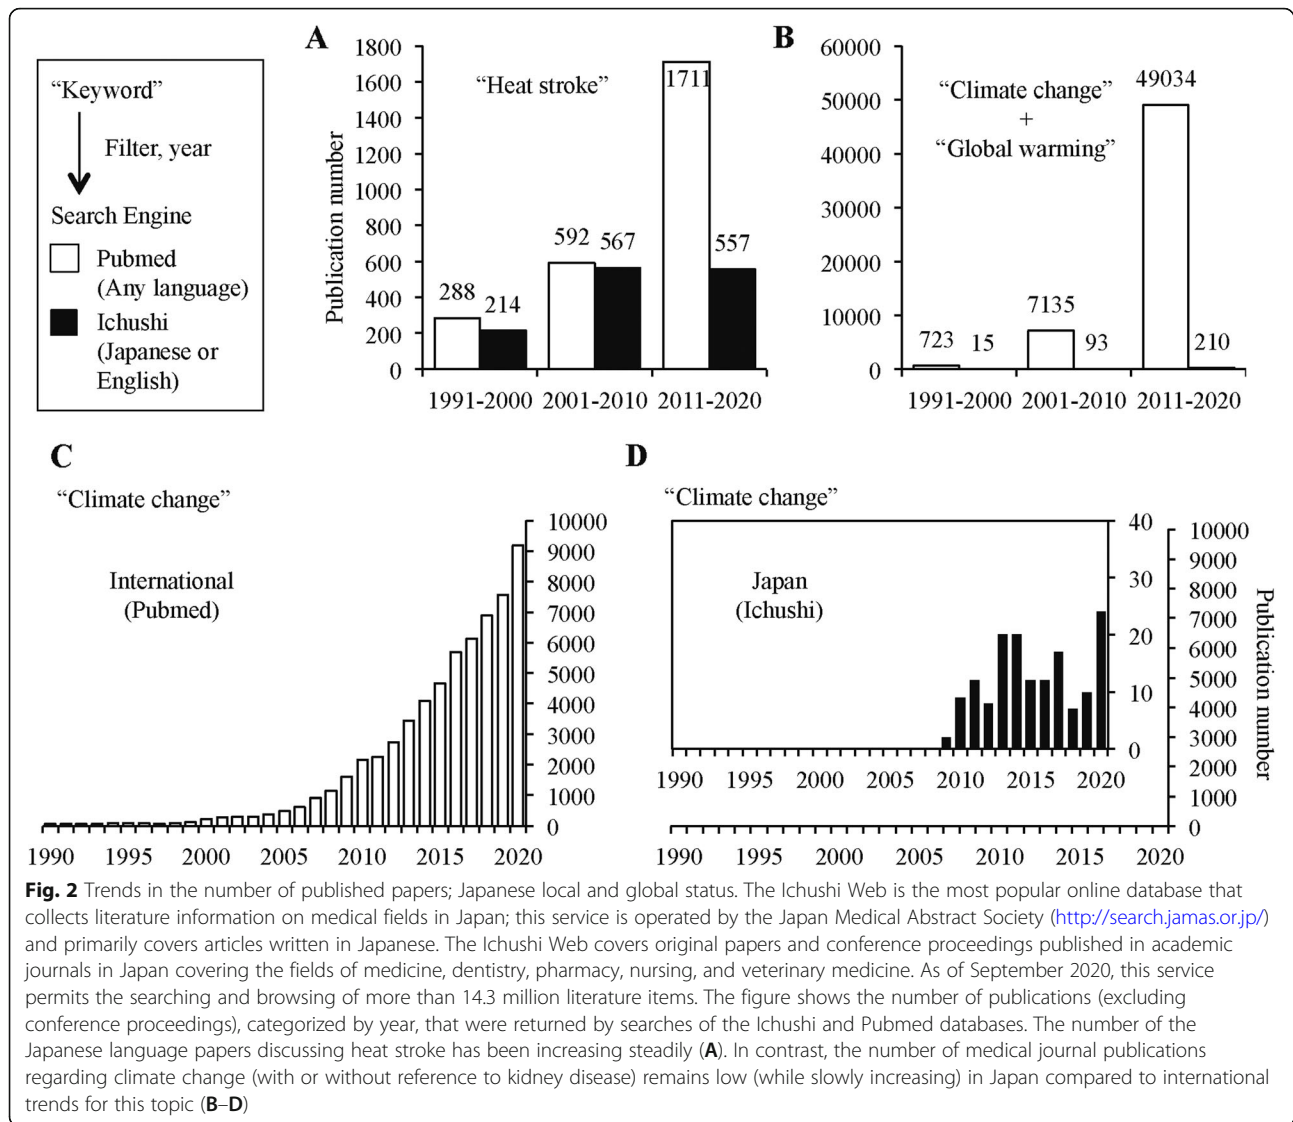 “Keyword”
Filter, year
Search Engine
Pubmed
(Any language)
Ichushi
(Japanese or
English)
A
“Heat stroke”
Publication number
1800
1600
1400
1200
1000
800
600
400
200
0
288
214
592
567
1711
557
1991-2000 2001-2010 2011-2020
B
“Climate change”
+
“Global warming”
60000
50000
40000
30000
20000
10000
0
723
15
7135
93
49034
210
1991-2000 2001-2010 2011-2020
C
“Climate change”
International
(Pubmed)
10000
9000
8000
7000
6000
5000
4000
3000
2000
1000
0
1990 1995 2000 2005 2010 2015 2020
D
“Climate change”
Japan
(Ichushi)
40
30
20
10
0
1990 1995 2000 2005 2010 2015 2020
10000
9000
8000
7000
6000
5000
4000
3000
2000
1000
0
Publication number
1990 1995 2000 2005 2010 2015 2020
Fig. 2 Trends in the number of published papers; Japanese local and global status. The Ichushi Web is the most popular online database that
collects literature information on medical fields in Japan; this service is operated by the Japan Medical Abstract Society (http://search.jamas.or.jp/)
and primarily covers articles written in Japanese. The Ichushi Web covers original papers and conference proceedings published in academic
journals in Japan covering the fields of medicine, dentistry, pharmacy, nursing, and veterinary medicine. As of September 2020, this service
permits the searching and browsing of more than 14.3 million literature items. The figure shows the number of publications (excluding
conference proceedings), categorized by year, that were returned by searches of the Ichushi and Pubmed databases. The number of the
Japanese language papers discussing heat stroke has been increasing steadily (A). In contrast, the number of medical journal publications
regarding climate change (with or without reference to kidney disease) remains low (while slowly increasing) in Japan compared to international
trends for this topic (B–D)